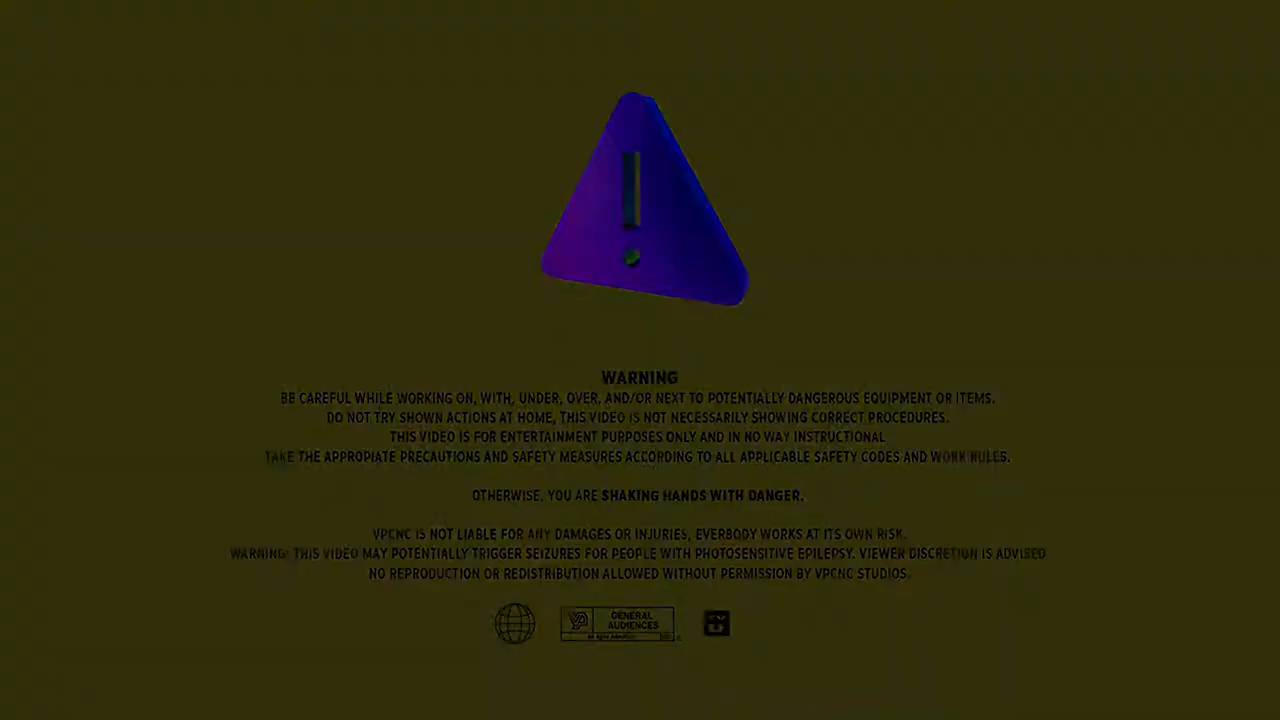 WARNING
BE CAREFUL WHILE WORKING ON, WITH, UNDER, OVER, AND/OR NEXT TO POTENTIALLY DANGEROUS EQUIPMENT OR ITEMS.
DO NOT TRY SHOWN ACTIONS AT HOME, THIS VIDEO IS NOT NECESSARILY SHOWING CORRECT PROCEDURES.
THIS VIDEO IS FOR ENTERTAINMENT PURPOSES ONLY AND IN NO WAY INSTRUCTIONAL
TAKE THE APPROPIATE PRECAUTIONS AND SAFETY MEASURES ACCORDING TO ALL APPLICABLE SAFETY CODES AND WORK RULES.
OTHERWISE, YOU ARE SHAKING HANDS WITH DANGER.
VPCNC IS NOT LIABLE FOR ANY DAMAGES OR INJURIES, EVERBODY WORKS AT ITS OWN RISK.
WARNING: THIS VIDEO MAY POTENTIALLY TRIGGER SEIZURES FOR PEOPLE WITH PHOTOSENSITIVE EPILEPSY. VIEWER DISCRETION IS ADVISED
NO REPRODUCTION OR REDISTRIBUTION ALLOWED WITHOUT PERMISSION BY VPCNC STUDIOS.
GENERAL
AUDIENCES